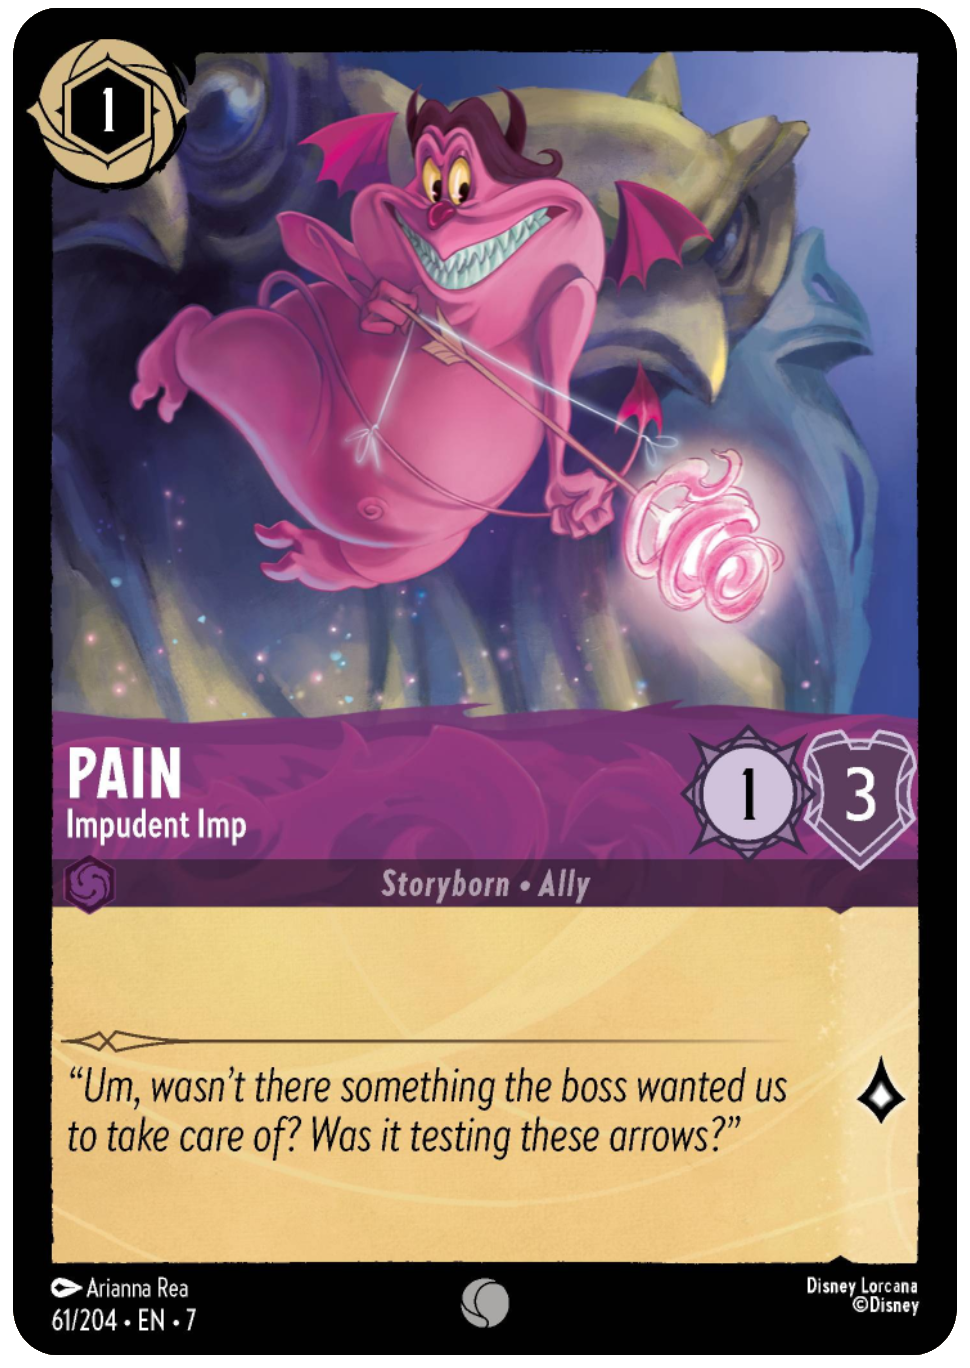 1
PAIN
Impudent Imp
1
3
Storyborn • Ally
“Um, wasn’t there something the boss wanted us
to take care of? Was it testing these arrows?”
Arianna Rea
61/204 • EN • 7
Disney Lorcana
©Disney